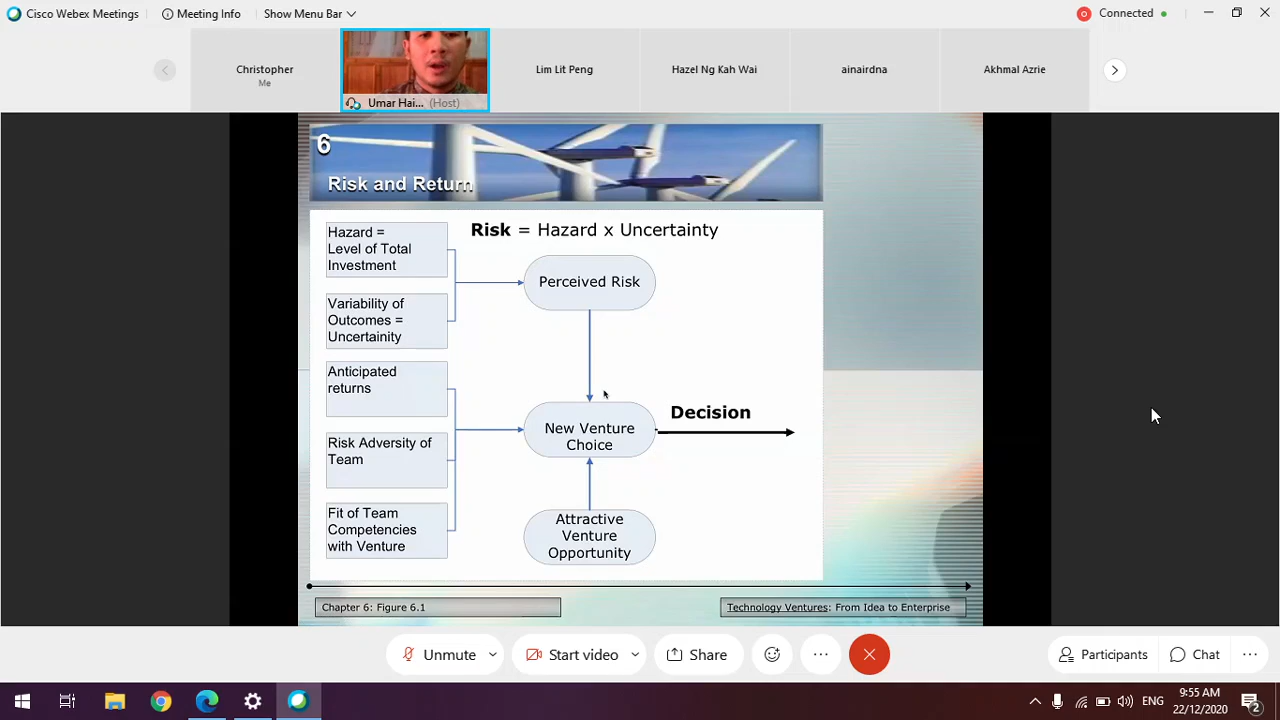 Cisco Webex Meetings
Meeting Info
Show Menu Bar
Connected
Christopher
Me
Umar Hai... (Host)
Lim Lit Peng
Hazel Ng Kah Wai
ainairdna
Akhmal Azrie
6
Risk and Return
Risk = Hazard x Uncertainty
Hazard =
Level of Total
Investment
Perceived Risk
Variability of
Outcomes =
Uncertainity
Anticipated
returns
New Venture
Choice
Decision
Risk Adversity of
Team
Fit of Team
Competencies
with Venture
Attractive
Venture
Opportunity
Chapter 6: Figure 6.1
Technology Ventures: From Idea to Enterprise
Unmute
Start video
Share
Participants
Chat
ENG
9:55 AM
22/12/2020
2